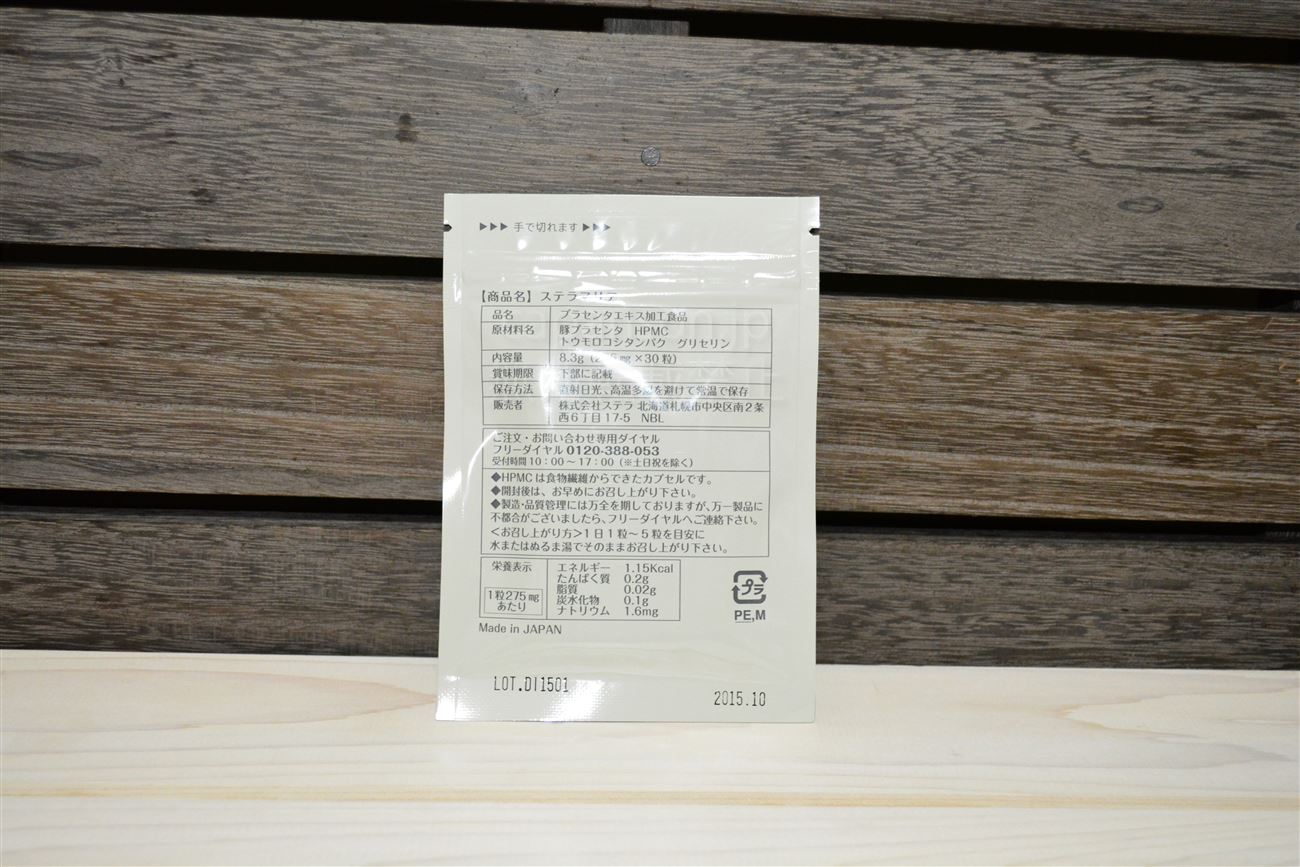 ▶▶▶ 手で切れます ▶▶▶
【商品名】ステラマリア
品名 プラセンタエキス加工食品
原材料名 豚プラセンタ HPMC
トウモロコシタンパク グリセリン
内容量 8.3g ㎎×30粒)
賞味期限 下部に記載
保存方法 直射日光、高温多湿を避けて常温で保存
販売者 株式会社ステラ 北海道札幌市中央区南2条
西6丁目17-5 NBL
ご注文・お問い合わせ専用ダイヤル
フリーダイヤル0120-388-053
受付時間10:00～17:00(※土日祝を除く)
◆HPMCは食物繊維からできたカプセルです。
◆開封後は、お早めにお召し上がり下さい。
◆製造・品質管理には万全を期しておりますが、万一製品に
不都合がございましたら、フリーダイヤルへご連絡下さい。
＜お召し上がり方＞1日1粒～5粒を目安に
水またはぬるま湯でそのままお召し上がり下さい。
栄養表示 エネルギー 1.15Kcal
たんぱく質 0.2g
脂質 0.02g
1粒275㎎ 炭水化物 0.1g
あたり ナトリウム 1.6mg
プラ
PE,M
Made in JAPAN
LOT.DI1501
2015.10